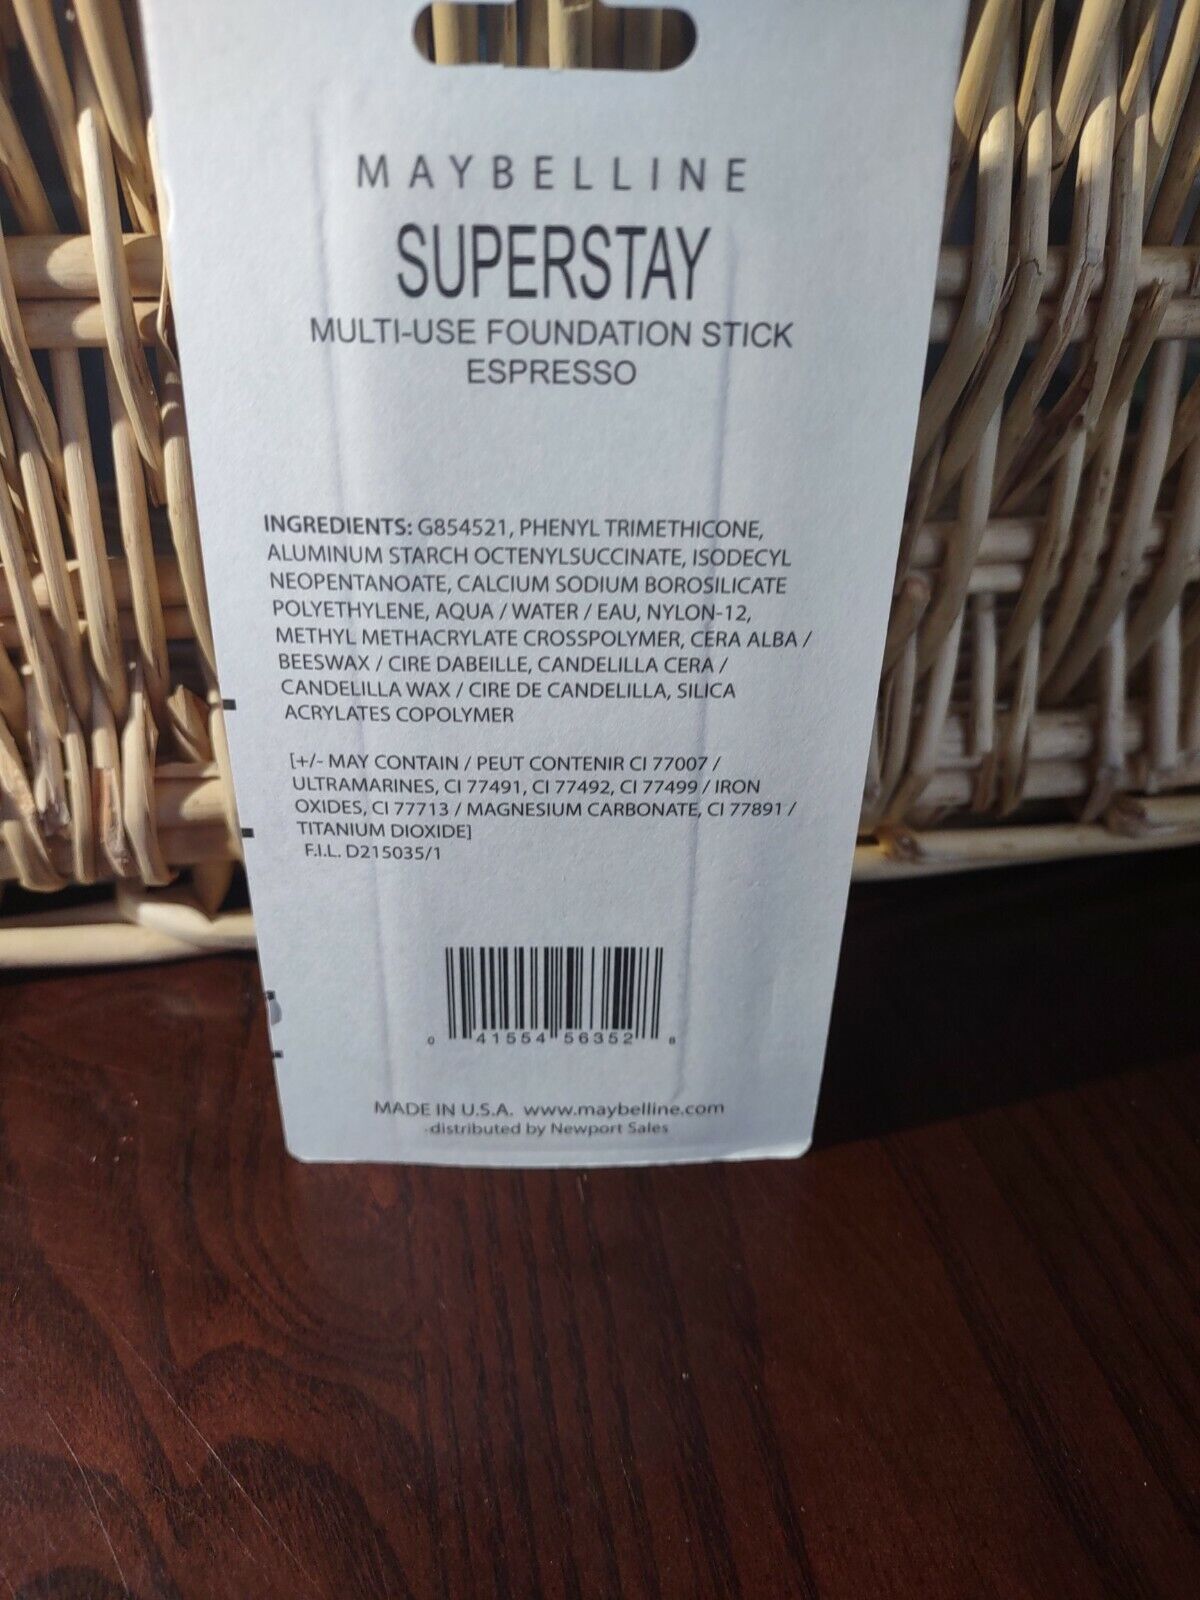 MAYBELLINE
SUPERSTAY
MULTI-USE FOUNDATION STICK
ESPRESSO
INGREDIENTS: G854521, PHENYL TRIMETHICONE,
ALUMINUM STARCH OCTENYLSUCCINATE, ISODECYL
NEOPENTANOATE, CALCIUM SODIUM BOROSILICATE
POLYETHYLENE, AQUA / WATER / EAU, NYLON-12,
METHYL METHACRYLATE CROSSPOLYMER, CERA ALBA /
BEESWAX / CIRE DABEILLE, CANDELILLA CERA /
CANDELILLA WAX / CIRE DE CANDELILLA, SILICA
ACRYLATES COPOLYMER
[+/- MAY CONTAIN / PEUT CONTENIR CI 77007 /
ULTRAMARINES, CI 77491, CI 77492, CI 77499 / IRON
OXIDES, CI 77713 / MAGNESIUM CARBONATE, CI 77891 /
TITANIUM DIOXIDE]
F.I.L. D215035/1
0 41554 56352 8
MADE IN U.S.A. www.maybelline.com
distributed by Newport Sales